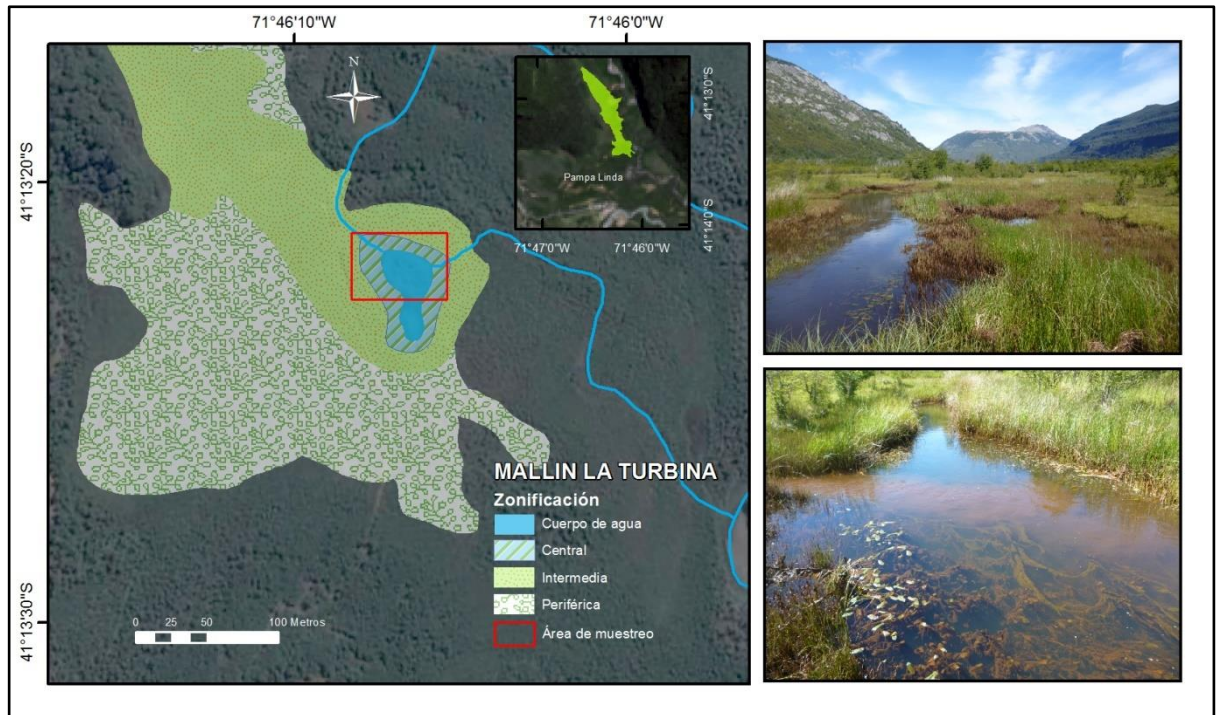 71°46'10"W
71°46'0"W
41°13'20"S
41°13'30"S
N
41°13'0"S
41°14'0"S
Pampa Linda
71°47'0"W
71°46'0"W
MALLIN LA TURBINA
Zonificación
Cuerpo de agua
Central
Intermedia
Periférica
Área de muestreo
0 25 50 100 Metros